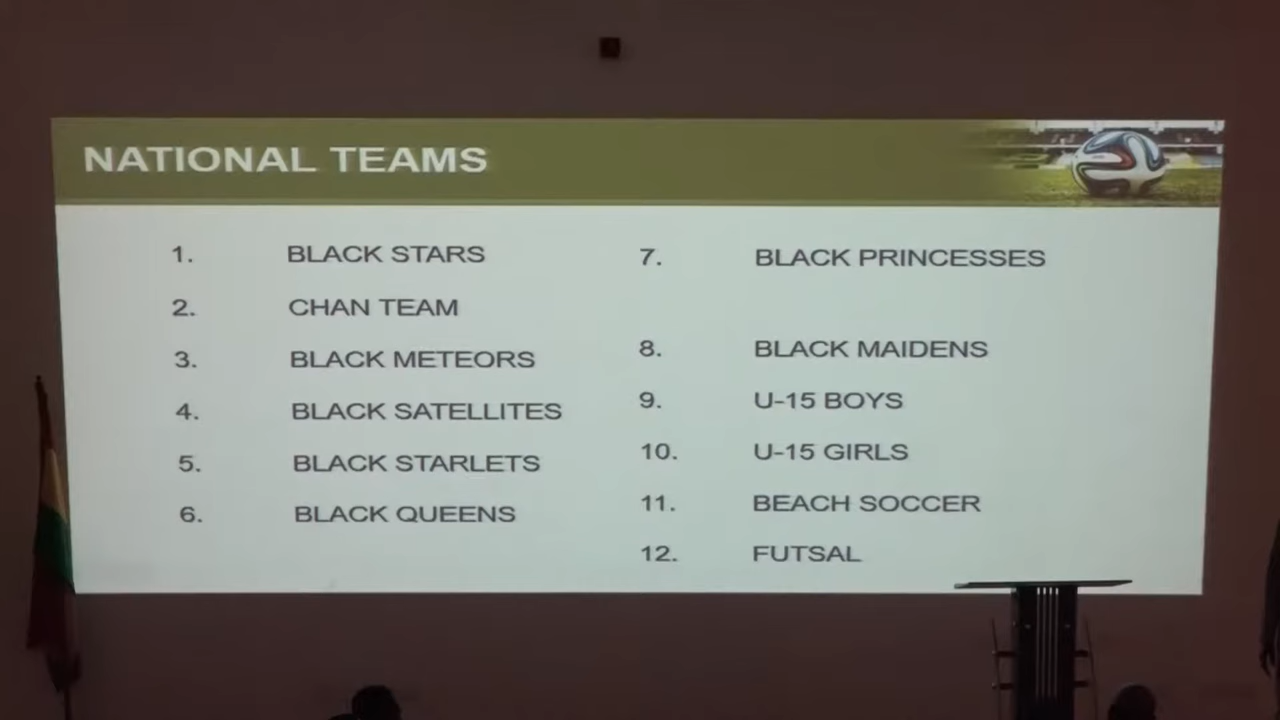 NATIONAL TEAMS
1. BLACK STARS
2. CHAN TEAM
3. BLACK METEORS
4. BLACK SATELLITES
5. BLACK STARLETS
6. BLACK QUEENS
7. BLACK PRINCESSES
8. BLACK MAIDENS
9. U-15 BOYS
10. U-15 GIRLS
11. BEACH SOCCER
12. FUTSAL